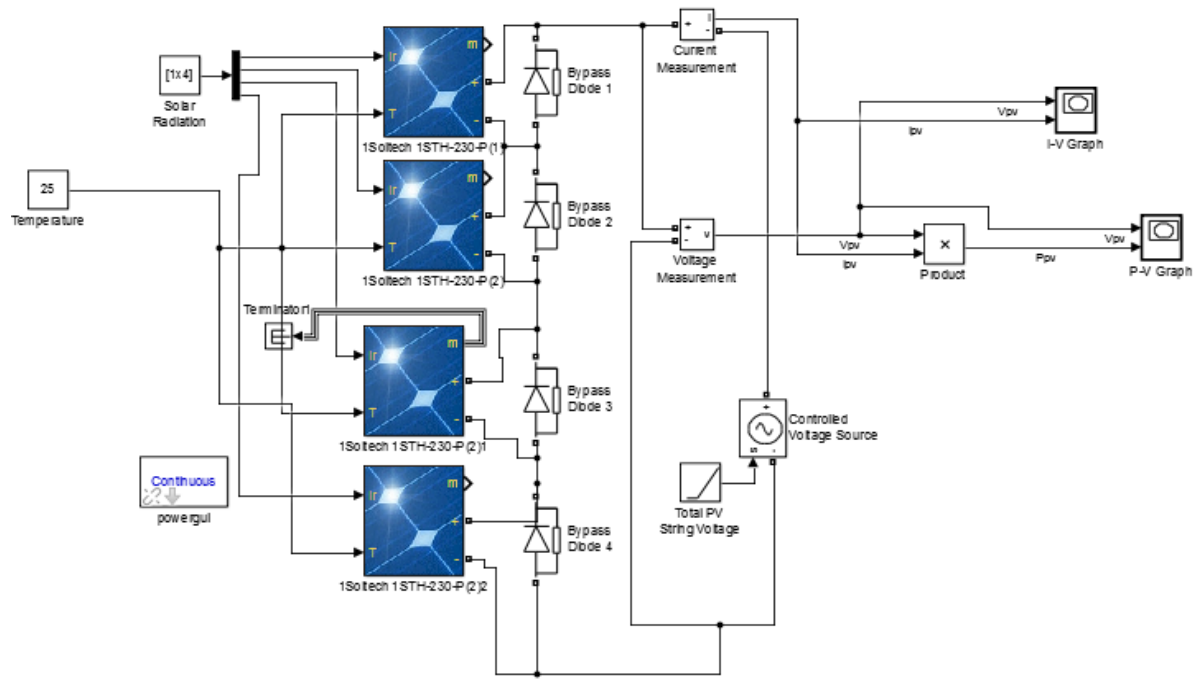 [1x4]
Solar
Radiation
25
Temperature
Ir
T
m
+
-
1Soltech 1STH-230-P(1)
Ir
T
m
+
-
1Soltech 1STH-230-P(2)
Terminator1
Ir
T
m
+
-
1Soltech 1STH-230-P(2)1
Ir
T
m
+
-
1Soltech 1STH-230-P(2)2
Continuous
powergui
Bypass
Diode 1
Bypass
Diode 2
Bypass
Diode 3
Bypass
Diode 4
+
i
-
Current
Measurement
+
v
-
Voltage
Measurement
Vpv
Ipv
I-V Graph
Vpv
Ipv
×
Product
Vpv
Ppv
P-V Graph
+
s
-
Controlled
Voltage Source
Total PV
String Voltage